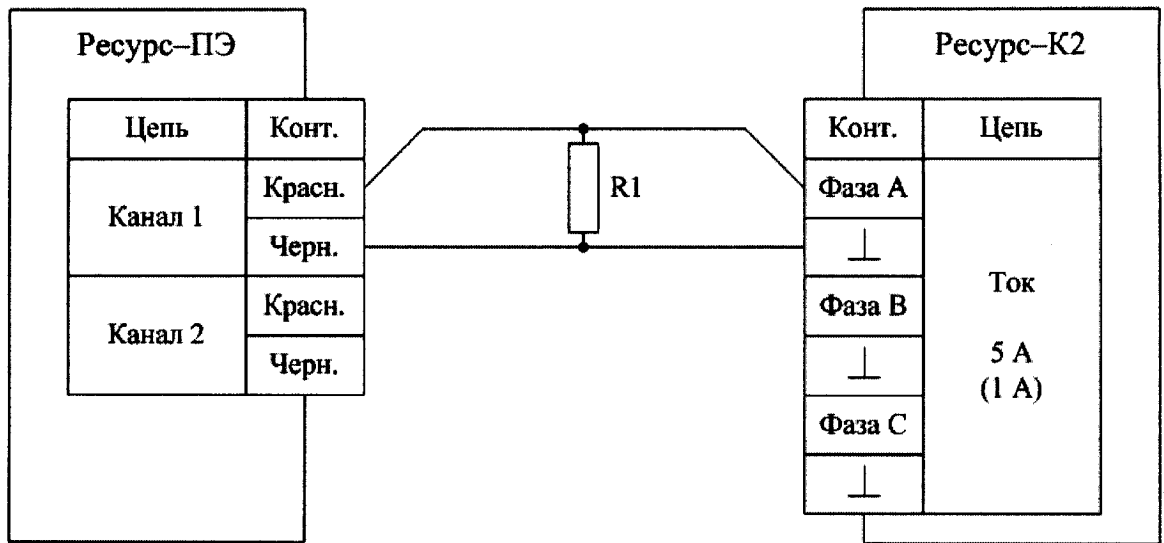 Ресурс–ПЭ
Цепь Конт.
Канал 1
Красн.
Черн.
Канал 2
Красн.
Черн.
R1
Ресурс–К2
Конт. Цепь
Фаза А
⊥
Фаза В
⊥
Фаза С
⊥
Ток
5 А
(1 А)